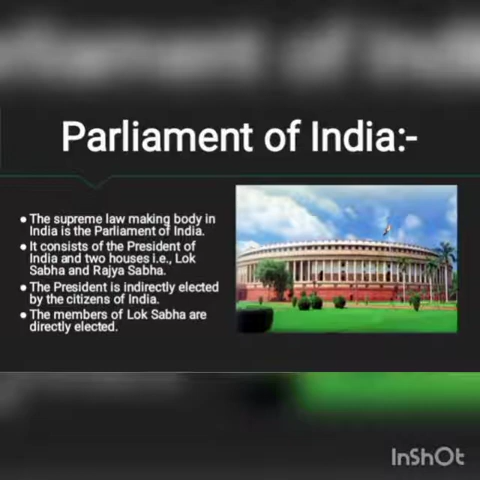 Parliament of India:-
● The supreme law making body in
India is the Parliament of India.
● It consists of the President of
India and two houses i.e., Lok
Sabha and Rajya Sabha.
● The President is indirectly elected
by the citizens of India.
● The members of Lok Sabha are
directly elected.
InShOt